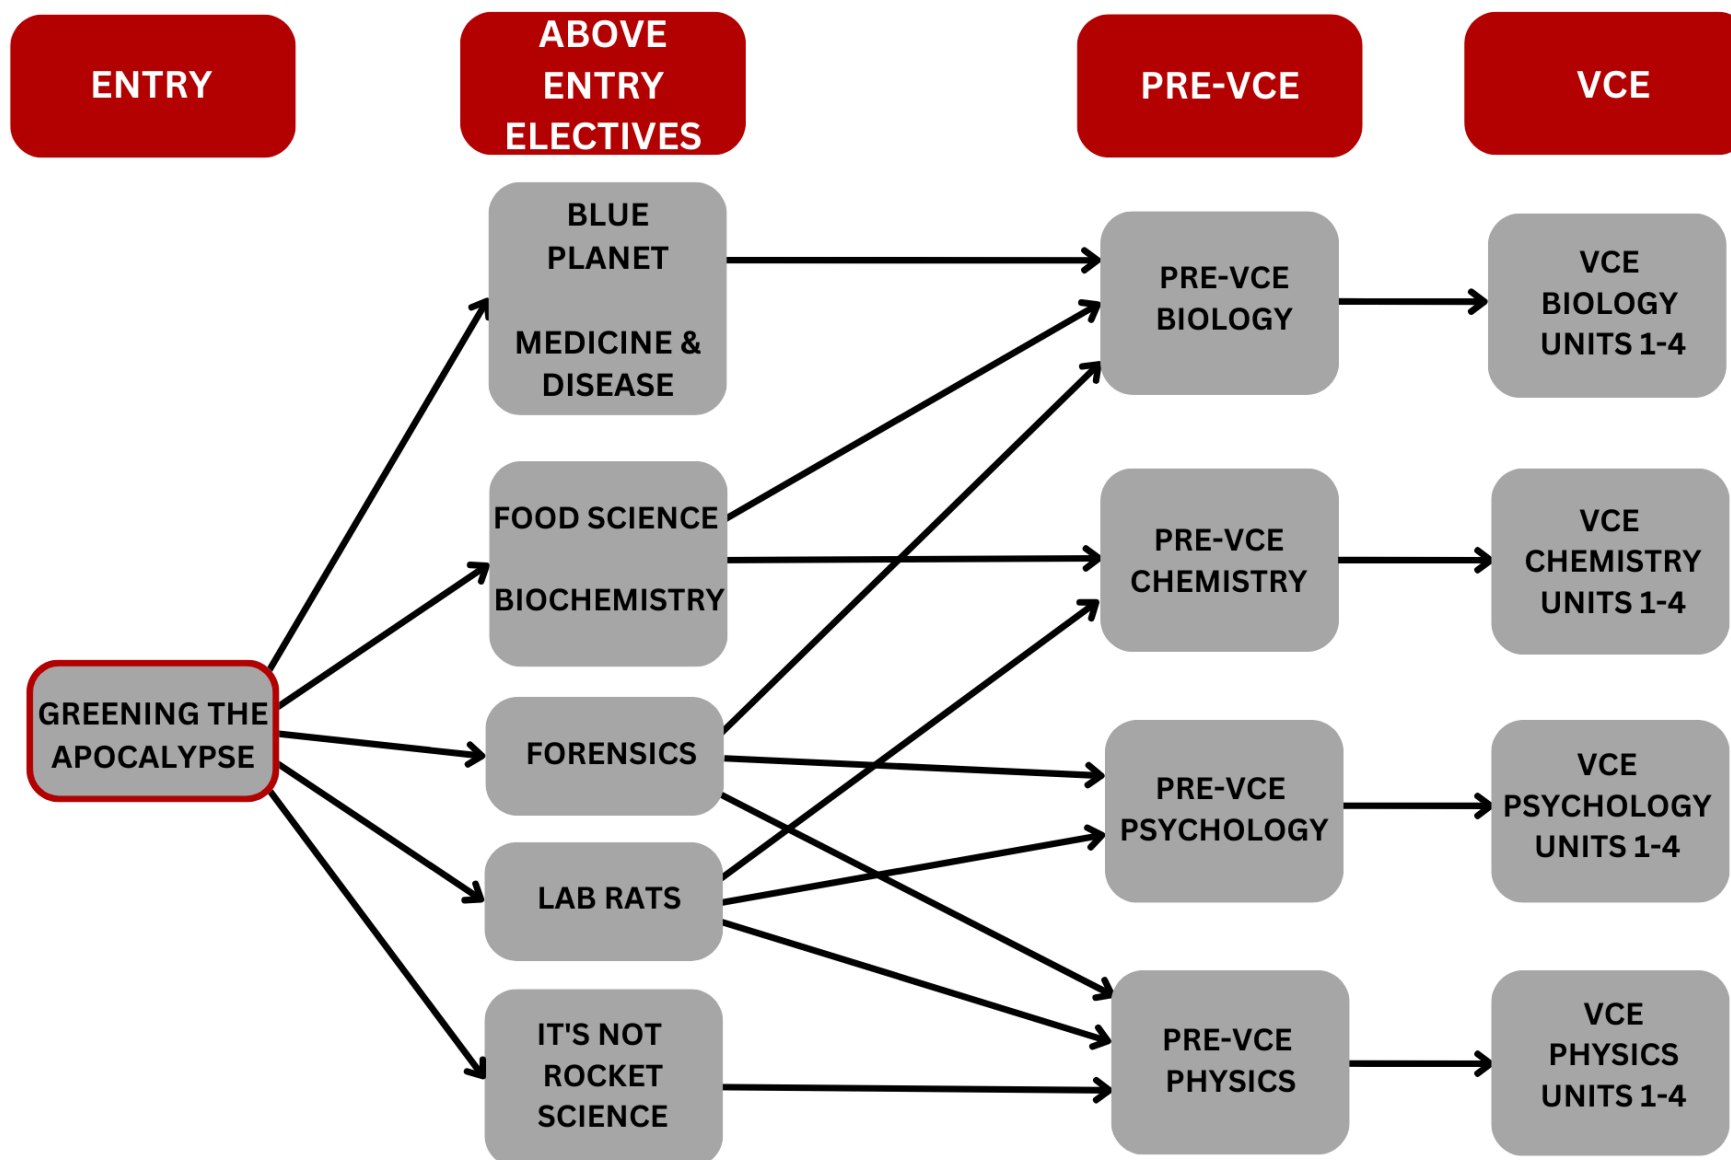 ENTRY
ABOVE
ENTRY
ELECTIVES
PRE-VCE
VCE
GREENING THE
APOCALYPSE
BLUE
PLANET
MEDICINE &
DISEASE
FOOD SCIENCE
BIOCHEMISTRY
FORENSICS
LAB RATS
IT'S NOT
ROCKET
SCIENCE
PRE-VCE
BIOLOGY
PRE-VCE
CHEMISTRY
PRE-VCE
PSYCHOLOGY
PRE-VCE
PHYSICS
VCE
BIOLOGY
UNITS 1-4
VCE
CHEMISTRY
UNITS 1-4
VCE
PSYCHOLOGY
UNITS 1-4
VCE
PHYSICS
UNITS 1-4